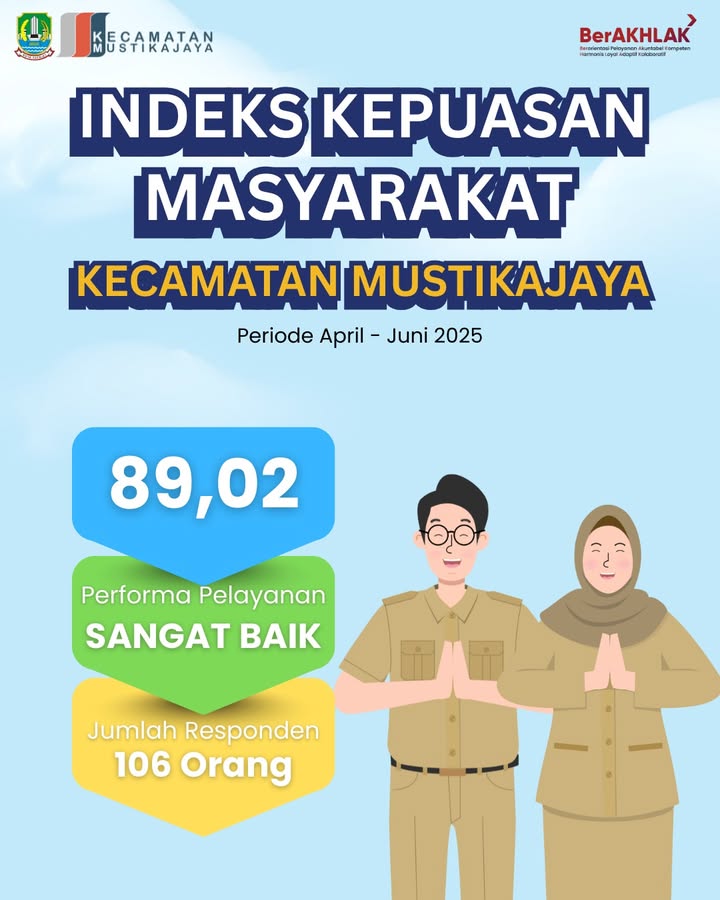 KECAMATAN
MUSTIKAJAYA
BerAKHLAK
Berorientasi Pelayanan Akuntabel Kompeten
Harmonis Loyal Adaptif Kolaboratif
INDEKS KEPUASAN
MASYARAKAT
KECAMATAN MUSTIKAJAYA
Periode April - Juni 2025
89,02
Performa Pelayanan
SANGAT BAIK
Jumlah Responden
106 Orang